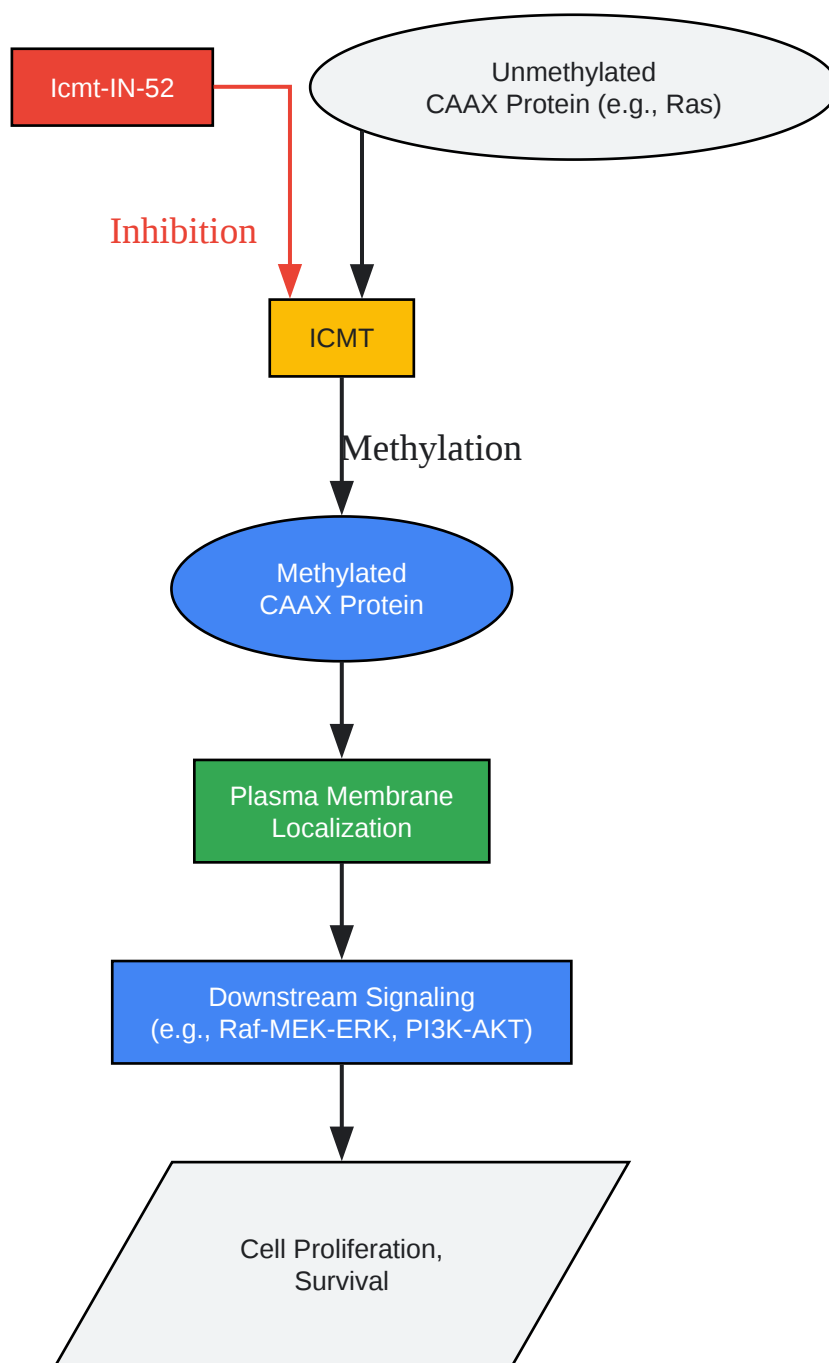 Icmt-IN-52
Unmethylated
CAAX Protein (e.g., Ras)
Inhibition
ICMT
Methylation
Methylated
CAAX Protein
Plasma Membrane
Localization
Downstream Signaling
(e.g., Raf-MEK-ERK, PI3K-AKT)
Cell Proliferation,
Survival